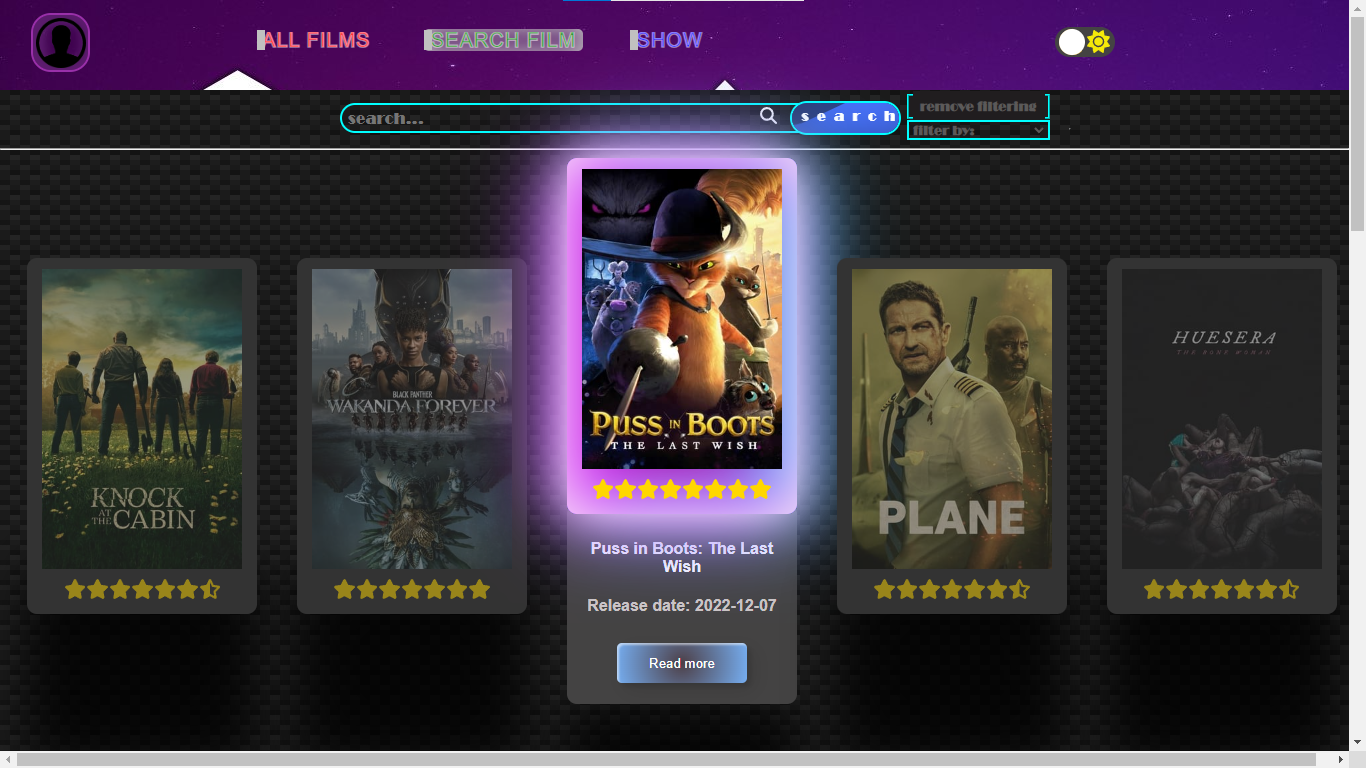 ALL FILMS
SEARCH FILM
SHOW
search...
search
remove filtering
filter by:
KNOCK
AT THE CABIN
BLACK PANTHER
WAKANDA FOREVER
PUSS IN BOOTS
THE LAST WISH
Puss in Boots: The Last
Wish
Release date: 2022-12-07
Read more
PLANE
HUESERA
THE BONE WOMAN